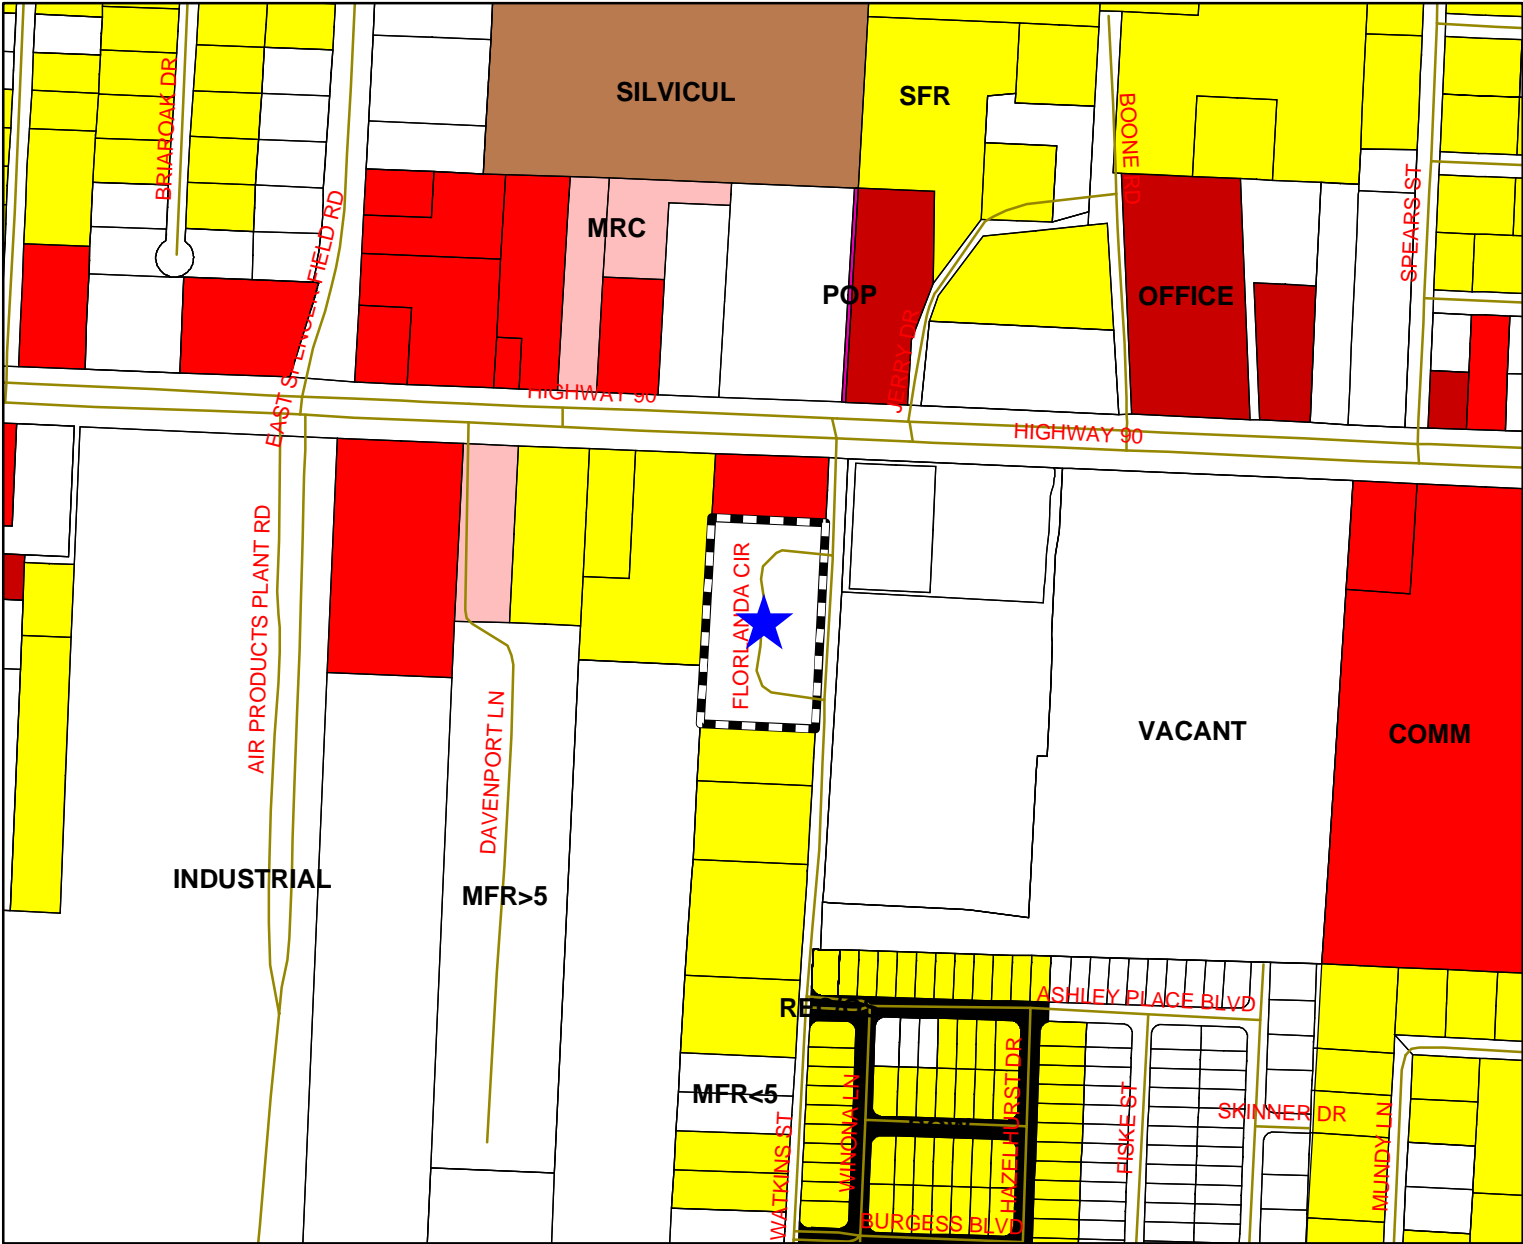 SILVICUL
SFR
BRIAROAK DR
BOONE RD
SPEARS ST
MRC
EAST SPENCER FIELD RD
POP
OFFICE
JERRY DR
HIGHWAY 90
HIGHWAY 90
AIR PRODUCTS PLANT RD
FLORLANDA CIR
DAVENPORT LN
VACANT
COMM
INDUSTRIAL
MFR>5
ASHLEY PLACE BLVD
MFR<5
WINONA LN
HAZELHURST DR
FISKE ST
SKINNER DR
MUNDY LN
WATKINS ST
BURGESS BLVD